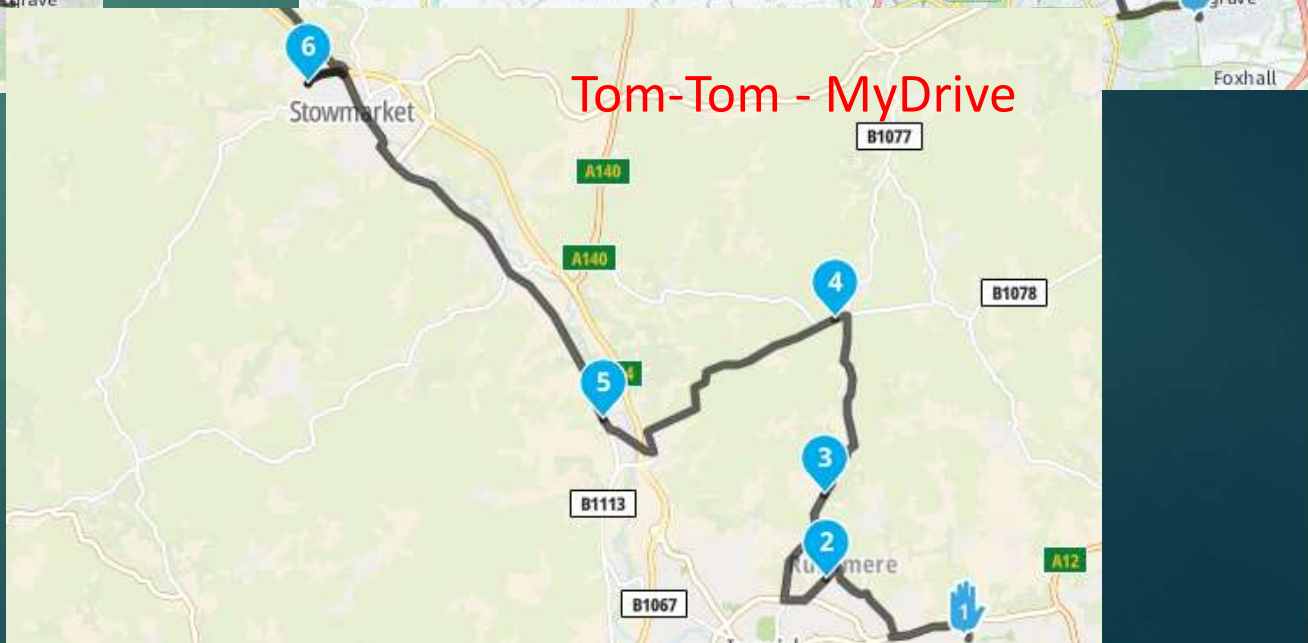 6
Tom-Tom - MyDrive
Foxhall
Stowmarket
B1077
A140
A140
4
B1078
5
3
B1113
2
A12
B1067
1